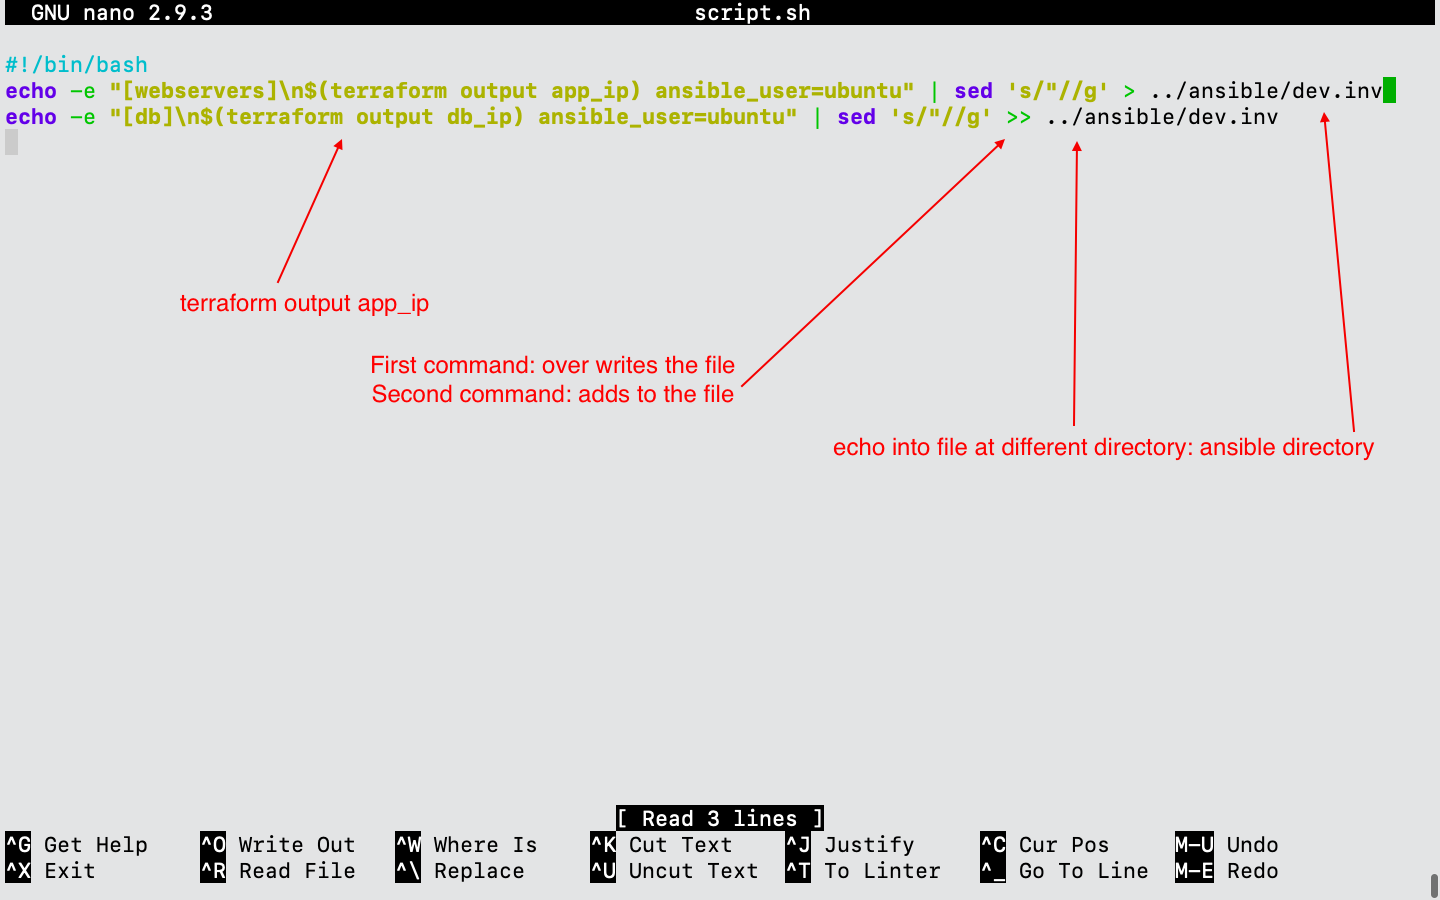 GNU nano 2.9.3 script.sh
#!/bin/bash
echo -e "[webservers]\n$(terraform output app_ip) ansible_user=ubuntu" | sed 's/"//g' > ../ansible/dev.inv
echo -e "[db]\n$(terraform output db_ip) ansible_user=ubuntu" | sed 's/"//g' >> ../ansible/dev.inv
terraform output app_ip
First command: over writes the file
Second command: adds to the file
echo into file at different directory: ansible directory
[ Read 3 lines ]
^G Get Help ^O Write Out ^W Where Is ^K Cut Text ^J Justify ^C Cur Pos M-U Undo
^X Exit ^R Read File ^\ Replace ^U Uncut Text ^T To Linter ^_ Go To Line M-E Redo